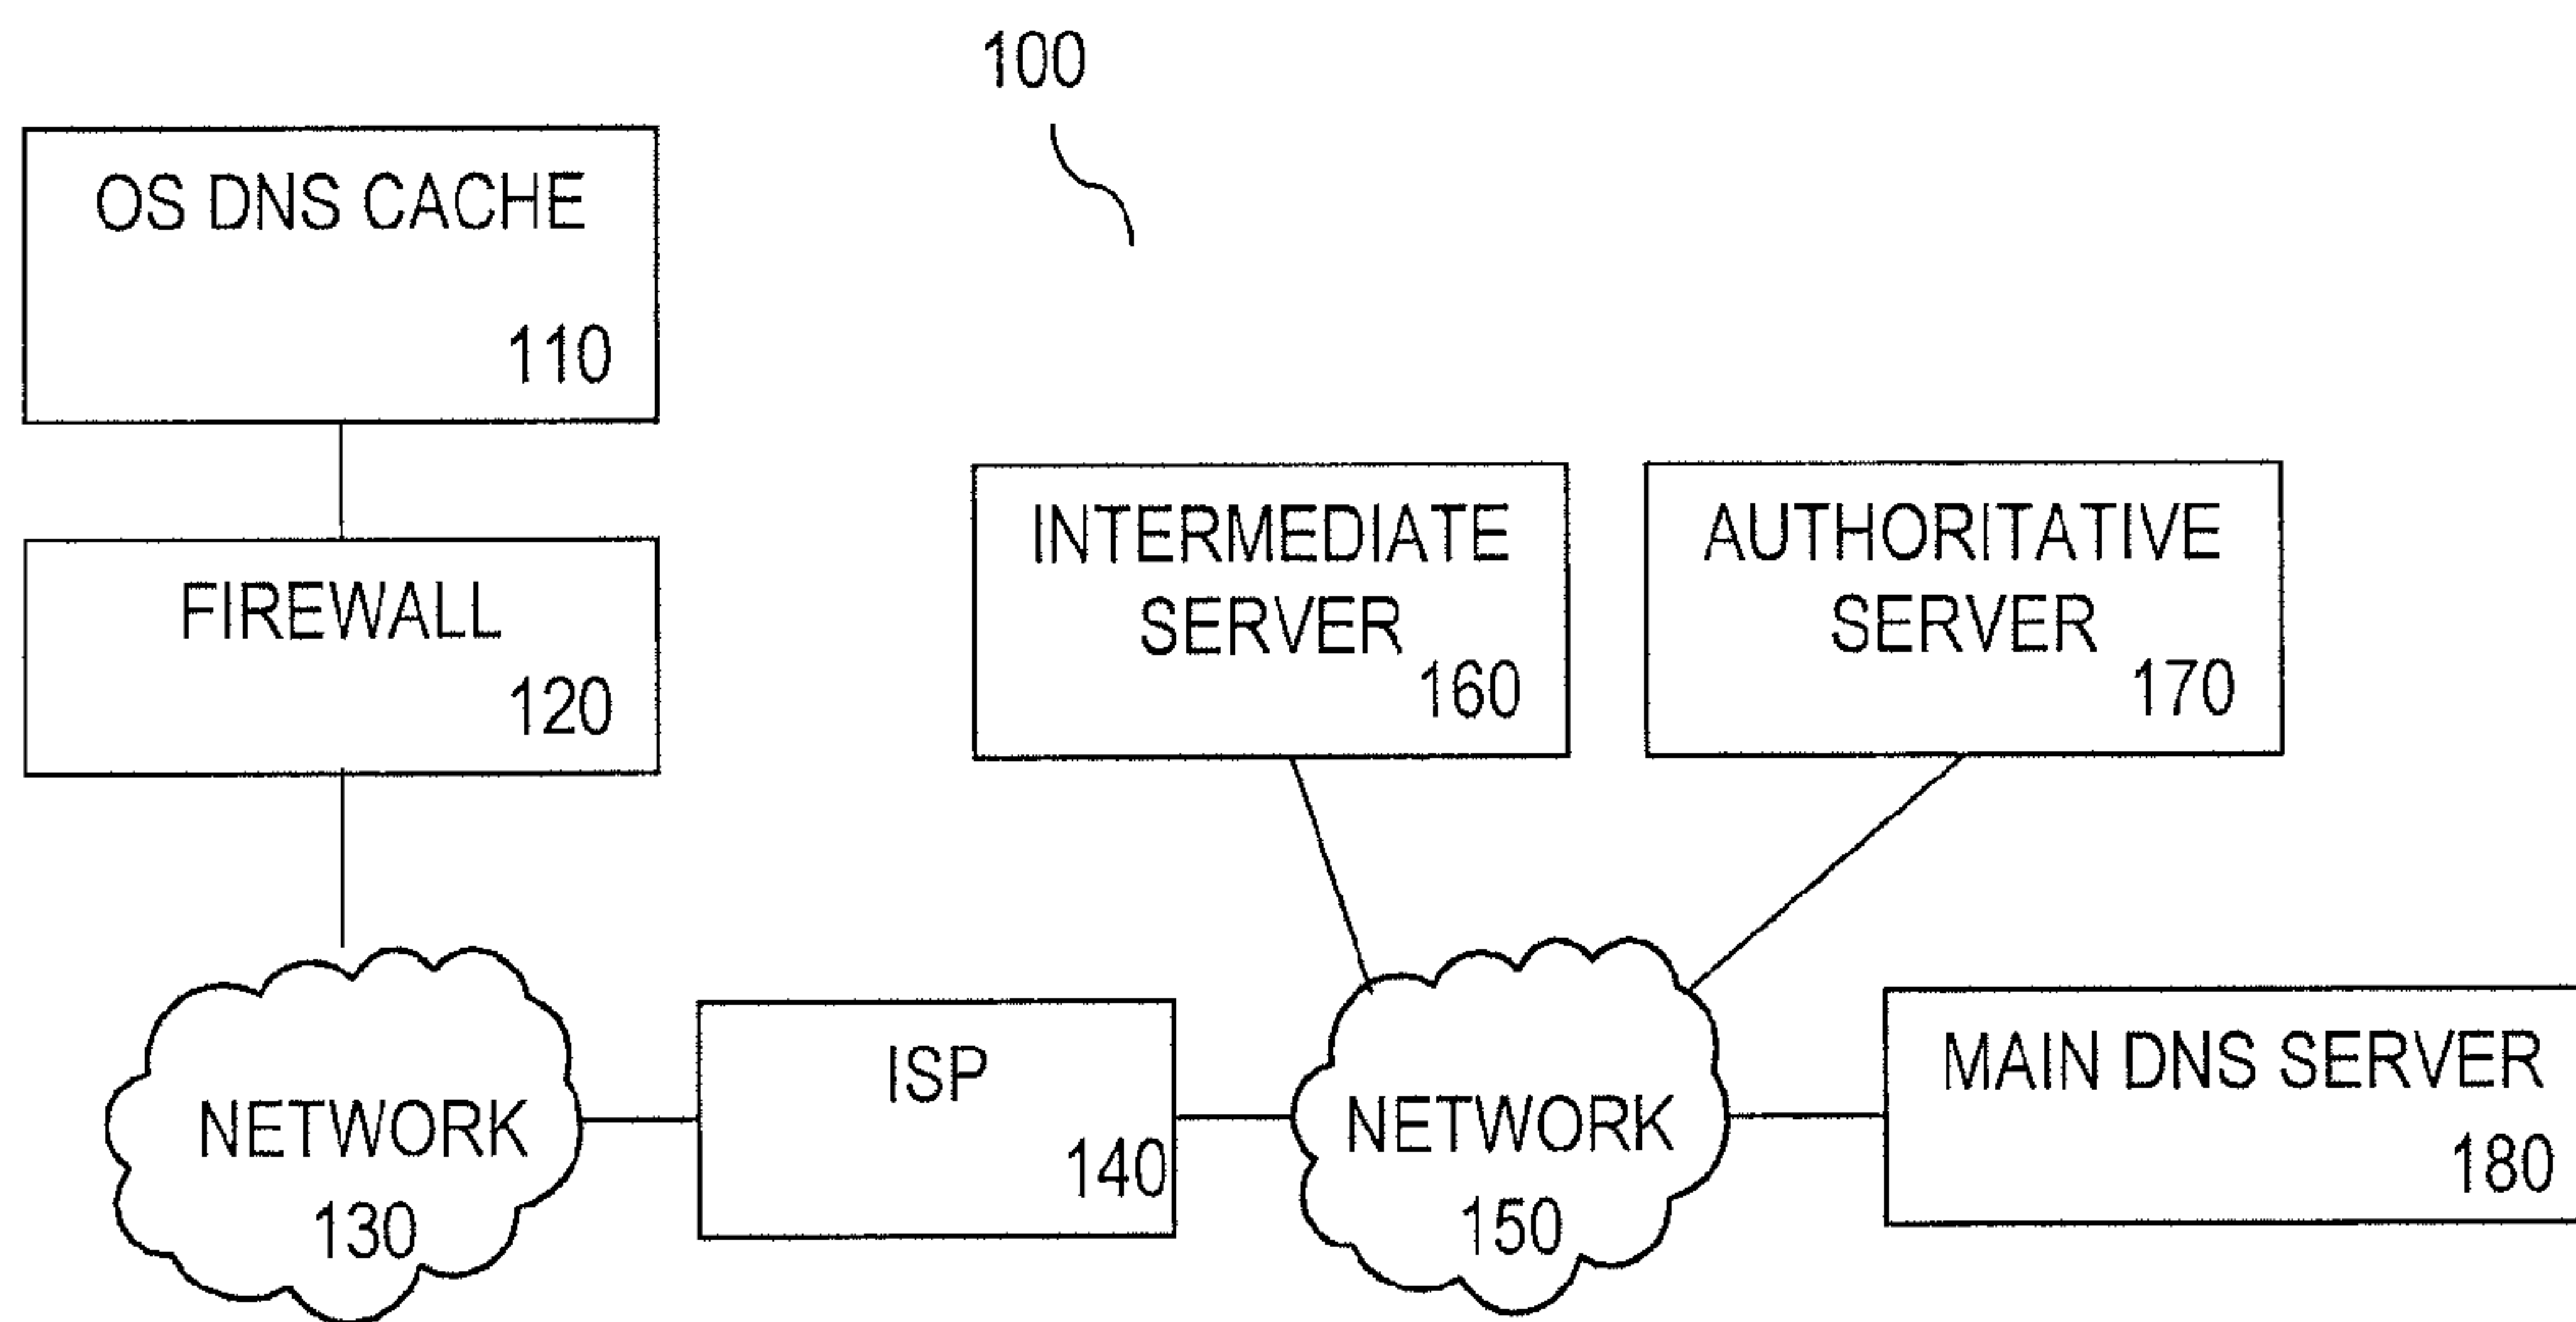 100
OS DNS CACHE
110
FIREWALL
120
INTERMEDIATE
SERVER
160
AUTHORITATIVE
SERVER
170
NETWORK
130
ISP
140
NETWORK
150
MAIN DNS SERVER
180